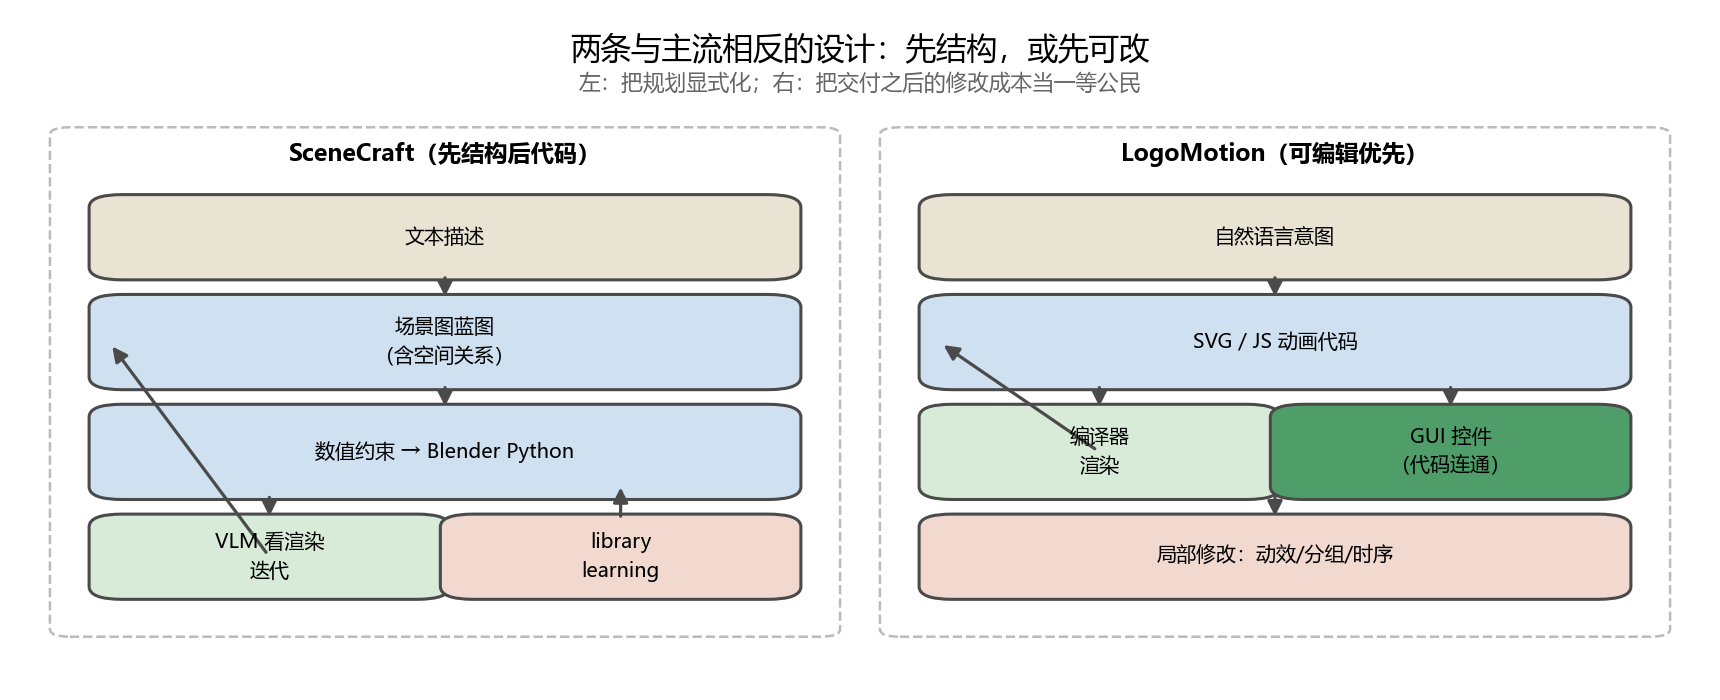 两条与主流相反的设计：先结构，或先可改
左：把规划显式化；右：把交付之后的修改成本当一等公民
SceneCraft（先结构后代码）
文本描述
场景图蓝图
（含空间关系）
数值约束 → Blender Python
VLM 看渲染
迭代
library
learning
LogoMotion（可编辑优先）
自然语言意图
SVG / JS 动画代码
编译器
渲染
GUI 控件
（代码连通）
局部修改：动效/分组/时序